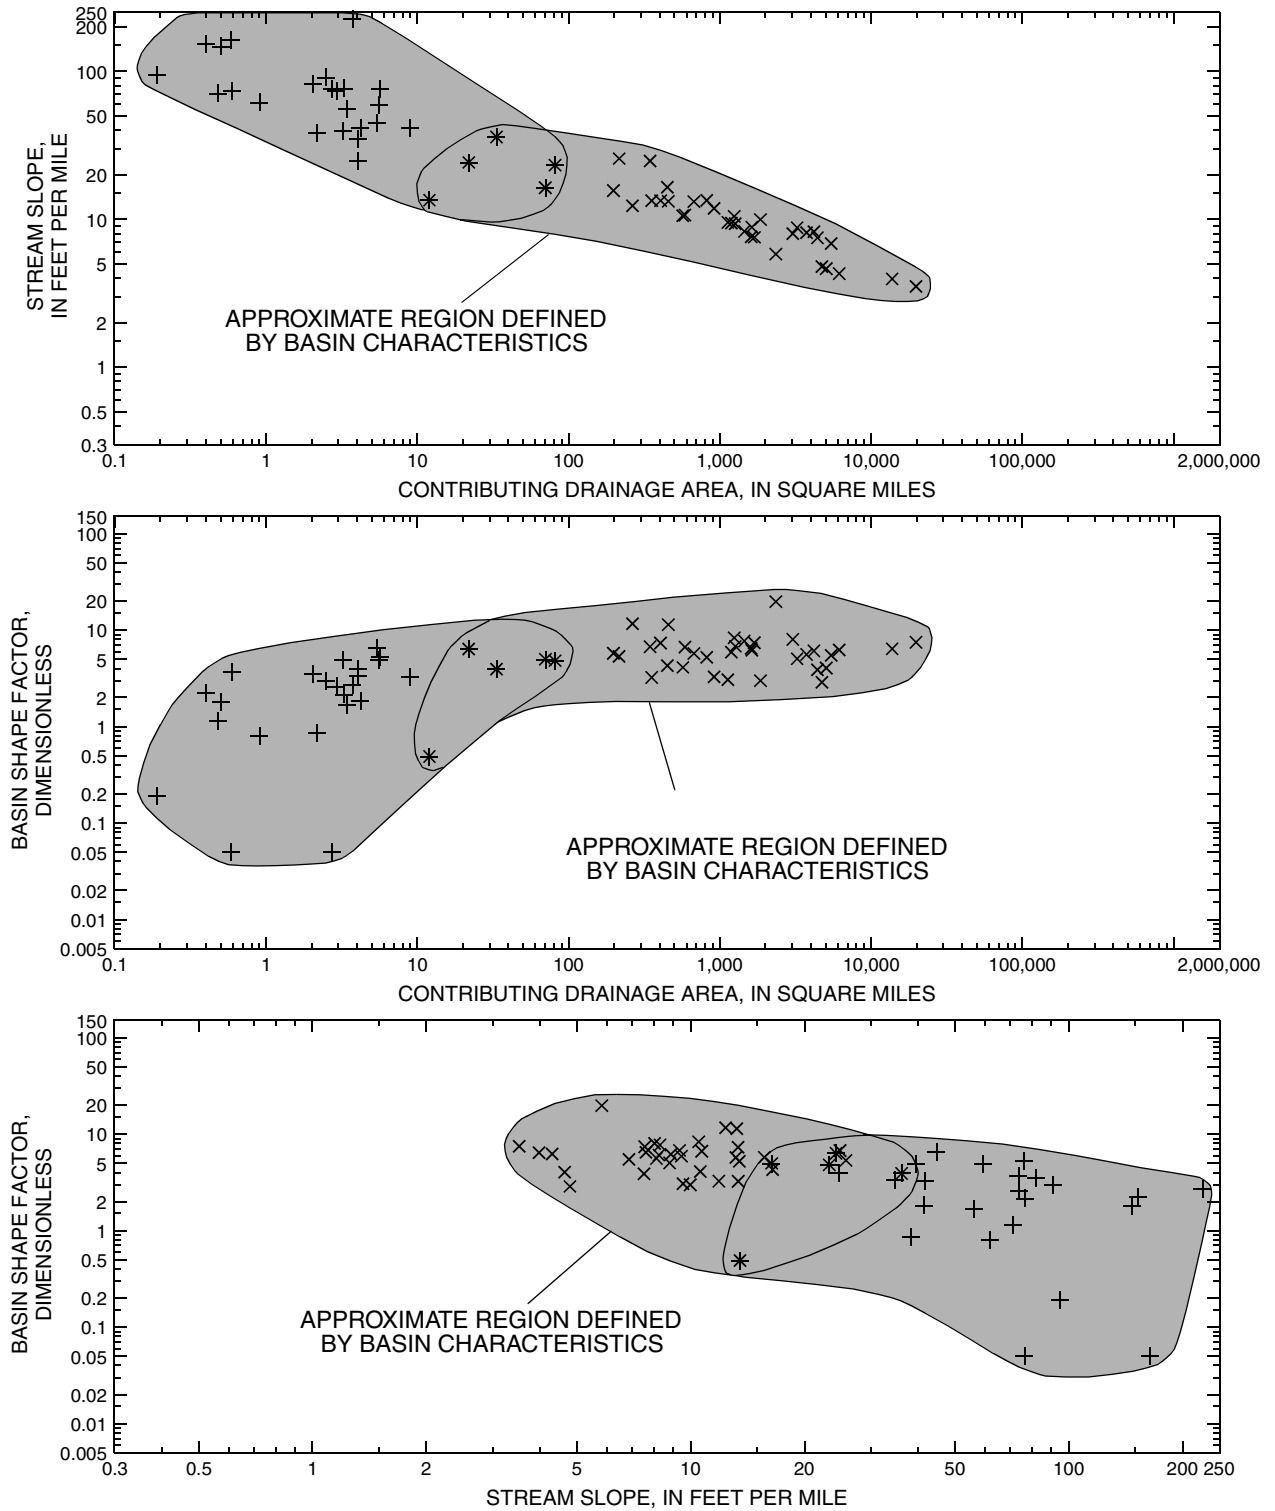 250
200
100
50
20
10
5
2
1
0.5
0.3
STREAM SLOPE,
IN FEET PER MILE
APPROXIMATE REGION DEFINED
BY BASIN CHARACTERISTICS
0.1 1 10 100 1,000 10,000 100,000 2,000,000
CONTRIBUTING DRAINAGE AREA, IN SQUARE MILES
150
100
50
20
10
5
2
1
0.5
0.2
0.1
0.05
0.02
0.01
0.005
BASIN SHAPE FACTOR,
DIMENSIONLESS
APPROXIMATE REGION DEFINED
BY BASIN CHARACTERISTICS
0.1 1 10 100 1,000 10,000 100,000 2,000,000
CONTRIBUTING DRAINAGE AREA, IN SQUARE MILES
150
100
50
20
10
5
2
1
0.5
0.2
0.1
0.05
0.02
0.01
0.005
BASIN SHAPE FACTOR,
DIMENSIONLESS
APPROXIMATE REGION DEFINED
BY BASIN CHARACTERISTICS
0.3 0.5 1 2 5 10 20 50 100 200 250
STREAM SLOPE, IN FEET PER MILE